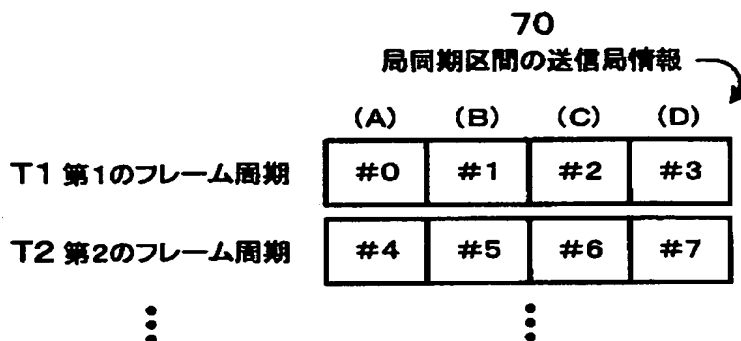 70
局同期区間の送信局情報
(A) (B) (C) (D)
T1 第1のフレーム周期 #0 #1 #2 #3
T2 第2のフレーム周期 #4 #5 #6 #7